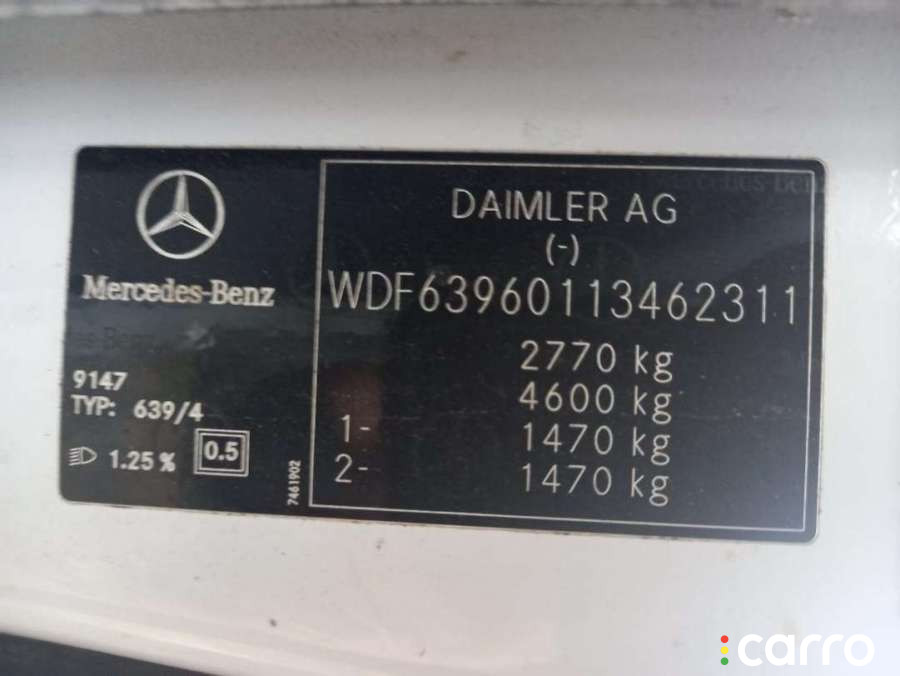 Mercedes-Benz
9147
TYP: 639/4
1.25%
0.5
7461902
DAIMLER AG
(-)
WDF63960113462311
2770 kg
4600 kg
1- 1470 kg
2- 1470 kg
carro